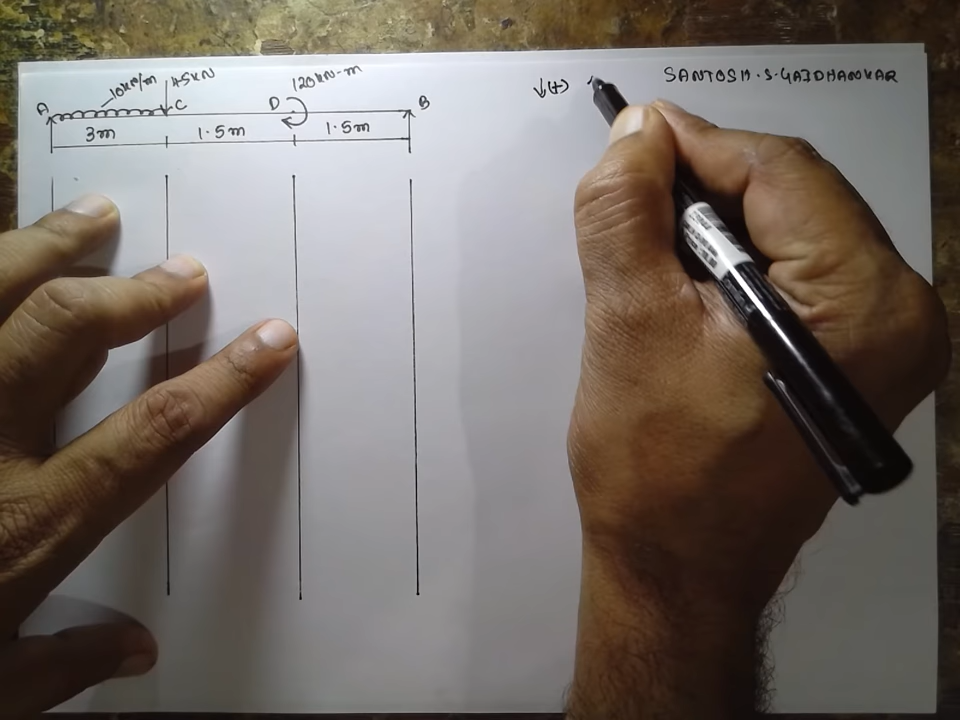 10kN/m 45kN 120kN-m
A C D B
3m 1.5m 1.5m
↓(+)
SANTOSH.S.GAJDHANKAR